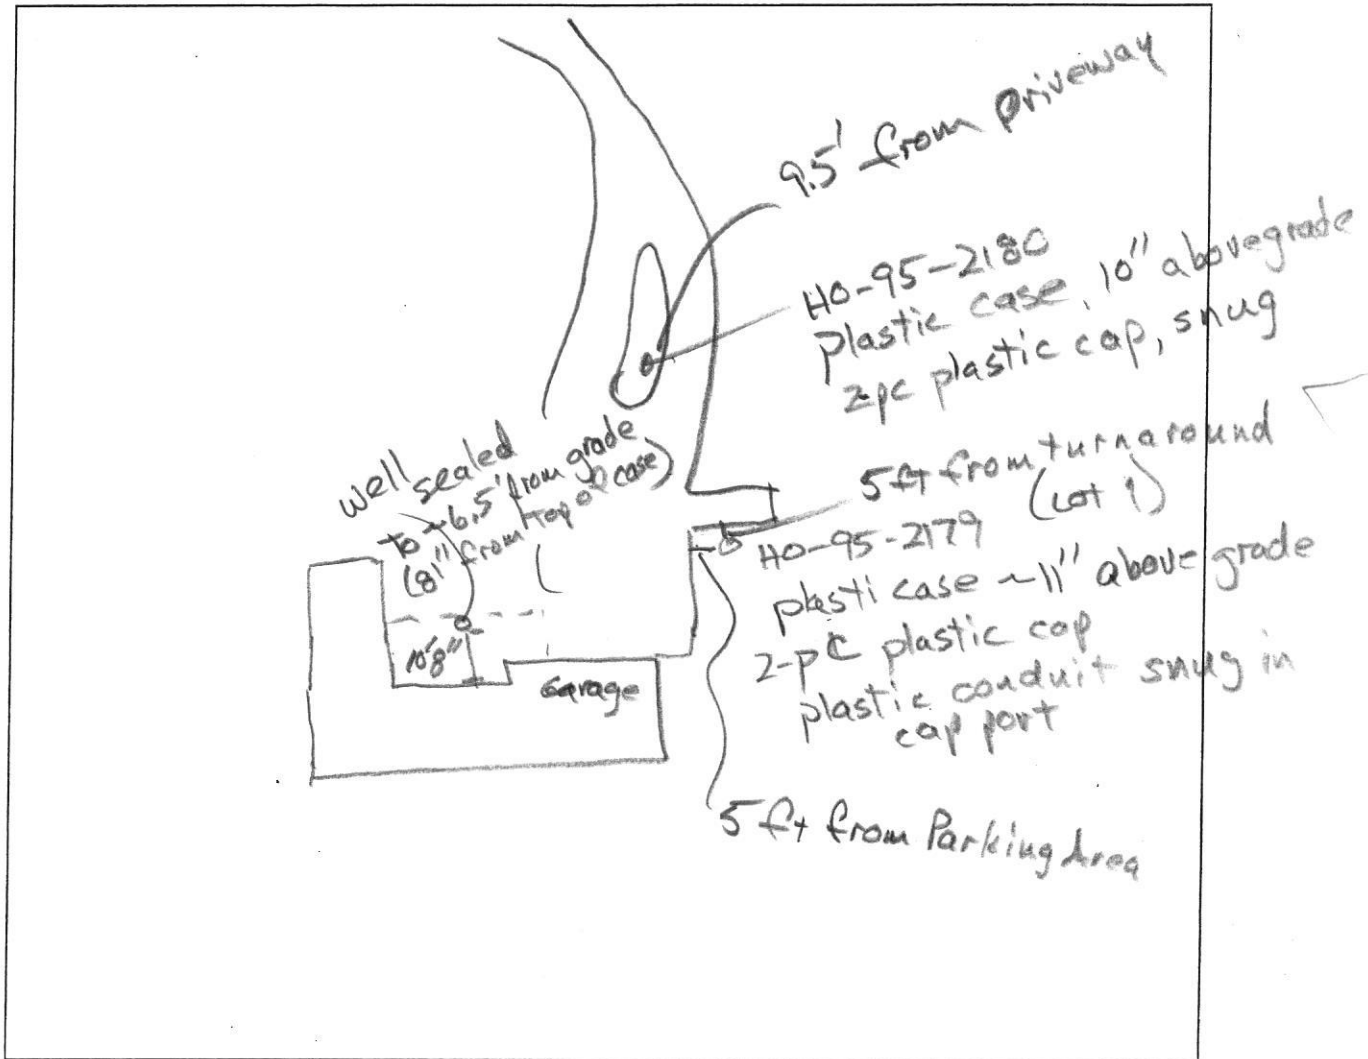 9.5' from Driveway
HO-95-2180
plastic case, 10" above grade
2pc plastic cap, snug
well sealed
to ~6.5' from grade
(8'" from top of case)
5ft from turnaround
(Lot 1)
HO-95-2179
plasti case ~11" above grade
2-pc plastic cap
plastic conduit snug in
cap port
10'8"
Garage
5 ft from Parking Area